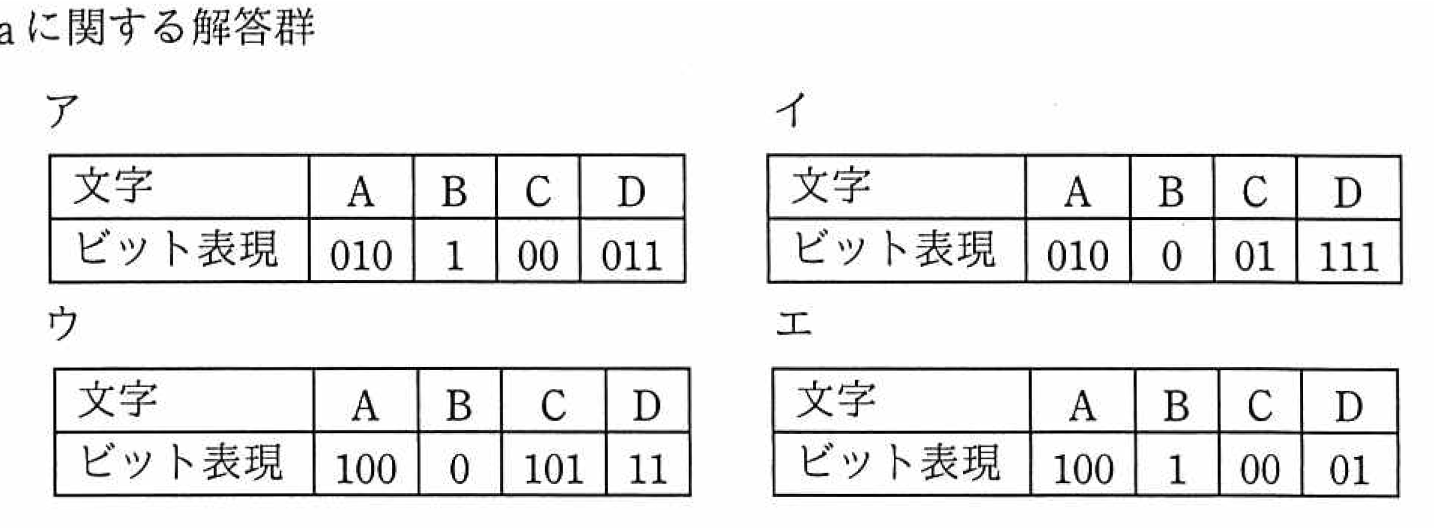 aに関する解答群
ア イ
文字 A B C D 文字 A B C D
ビット表現 010 1 00 011 ビット表現 010 0 01 111
ウ エ
文字 A B C D 文字 A B C D
ビット表現 100 0 101 11 ビット表現 100 1 00 01